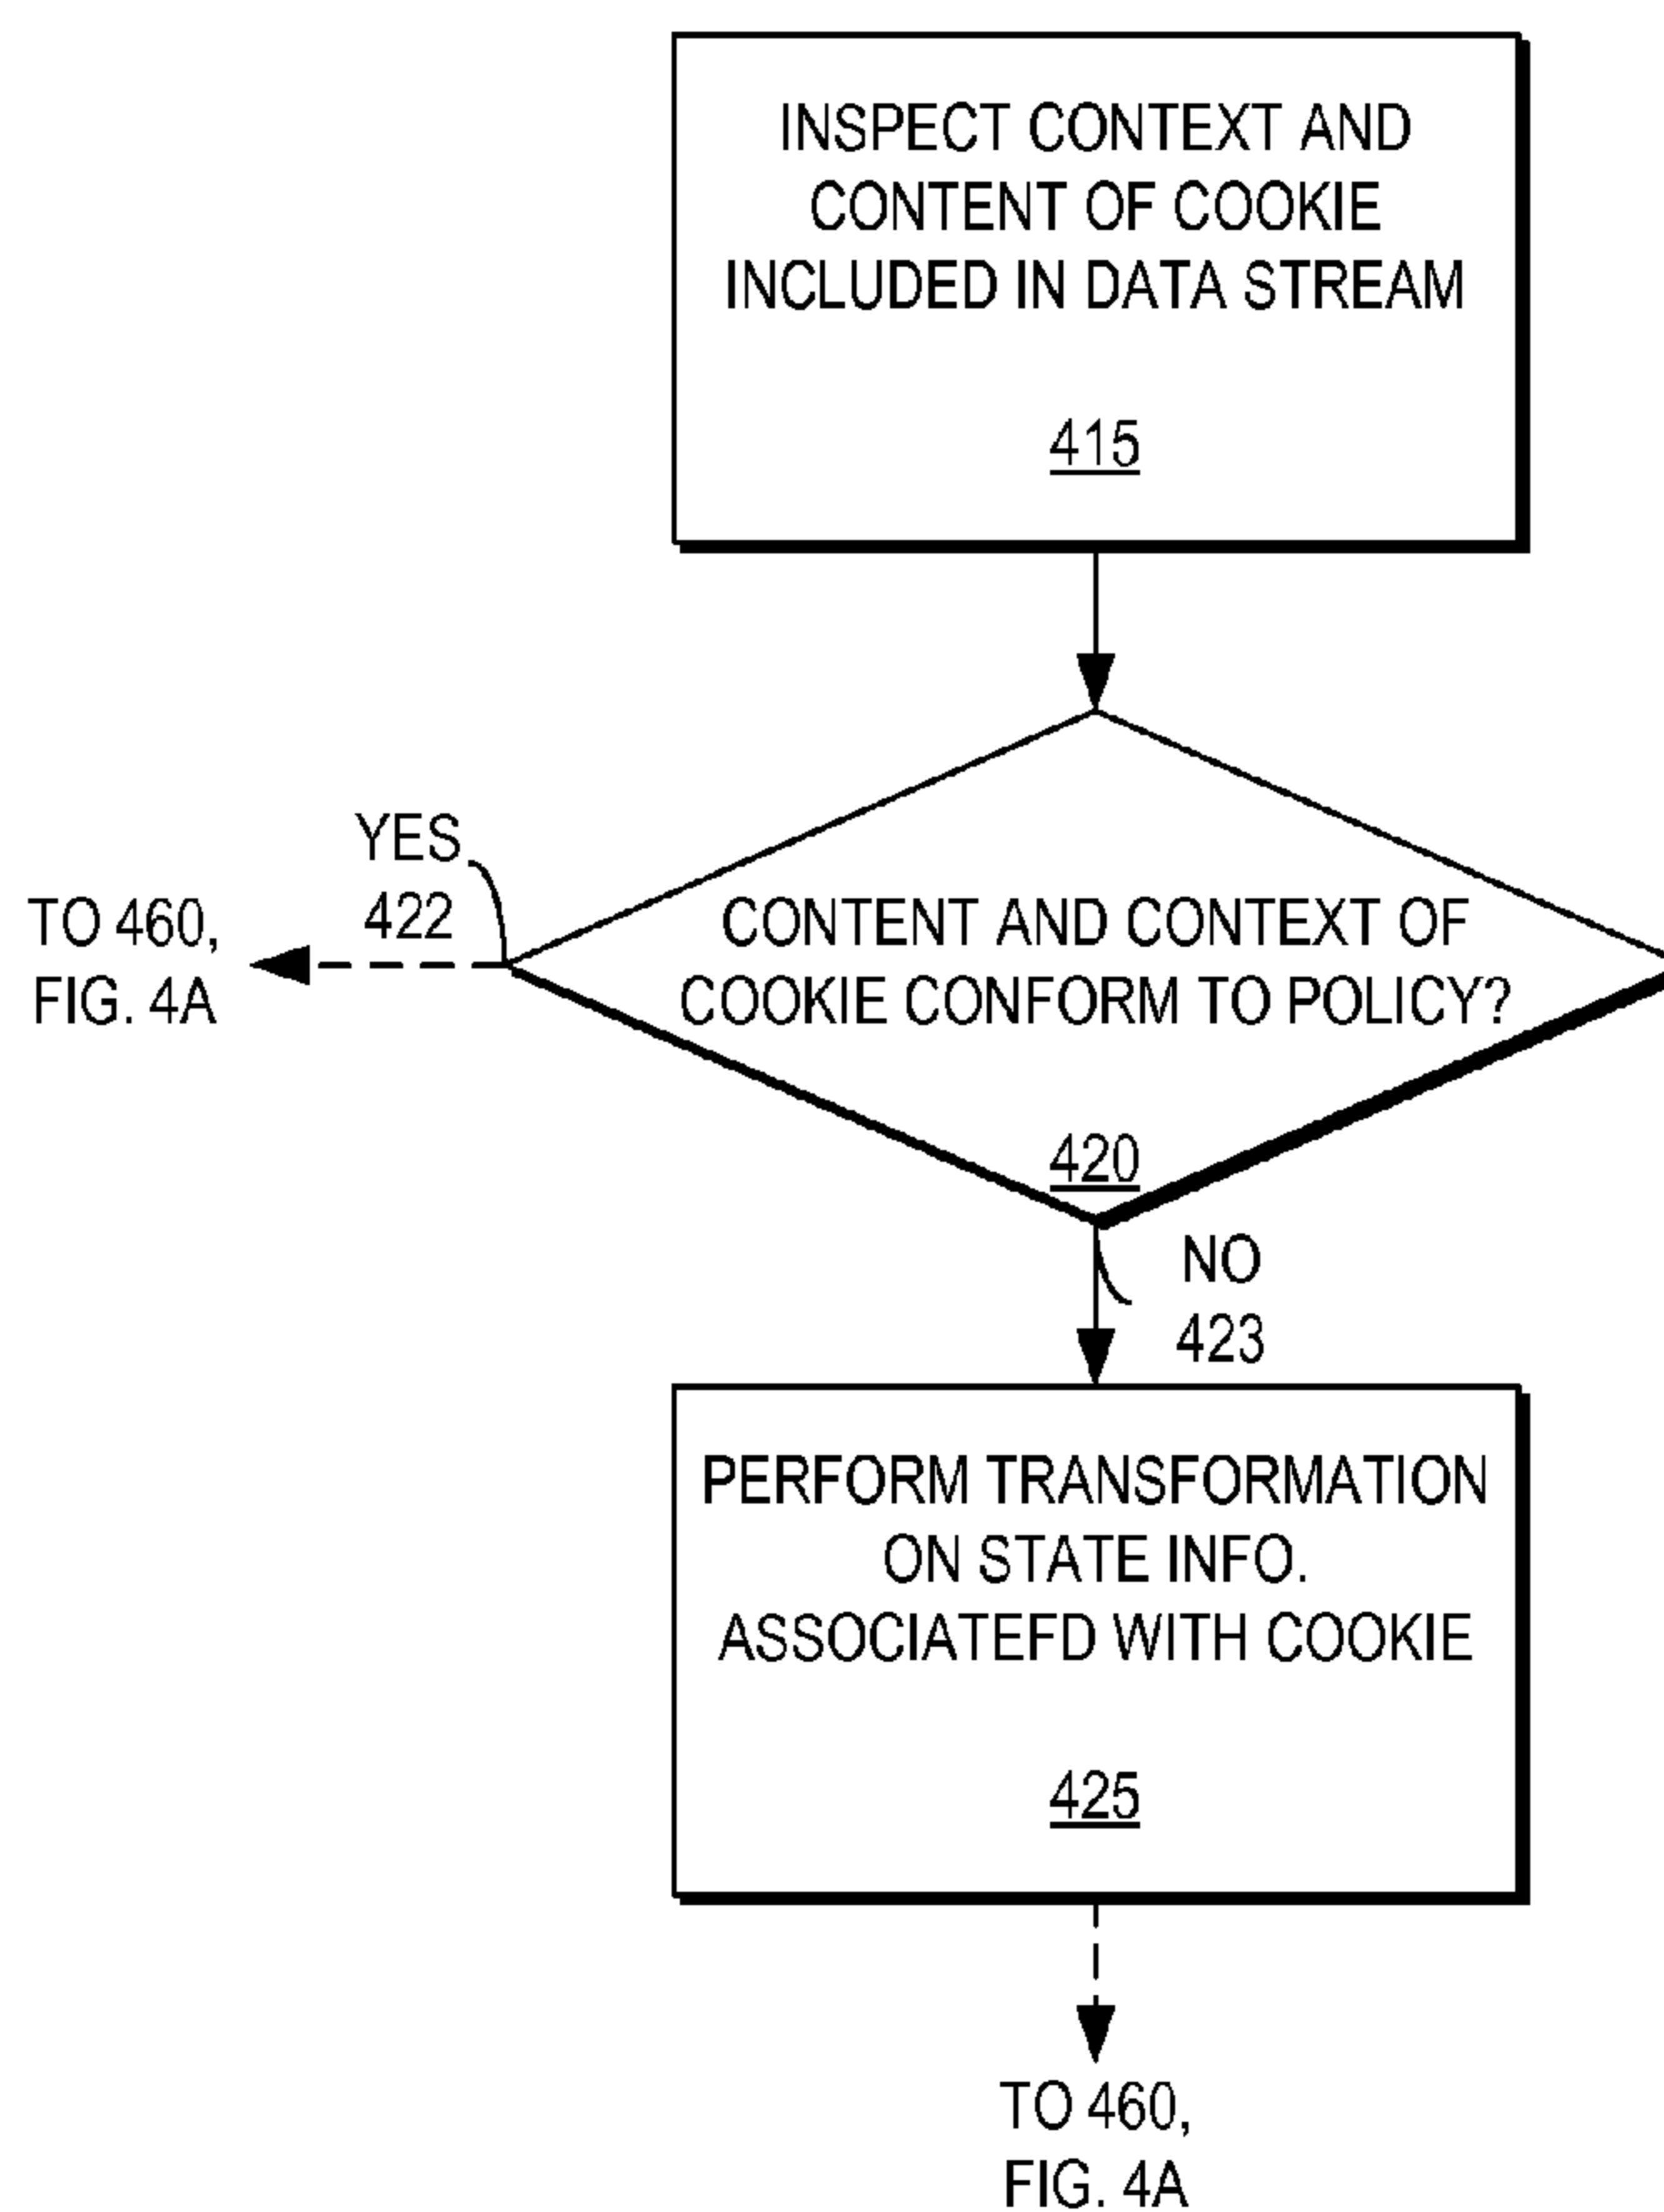 INSPECT CONTEXT AND
CONTENT OF COOKIE
INCLUDED IN DATA STREAM
415
YES
422
TO 460,
FIG. 4A
CONTENT AND CONTEXT OF
COOKIE CONFORM TO POLICY?
420
NO
423
PERFORM TRANSFORMATION
ON STATE INFO.
ASSOCIATEFD WITH COOKIE
425
TO 460,
FIG. 4A